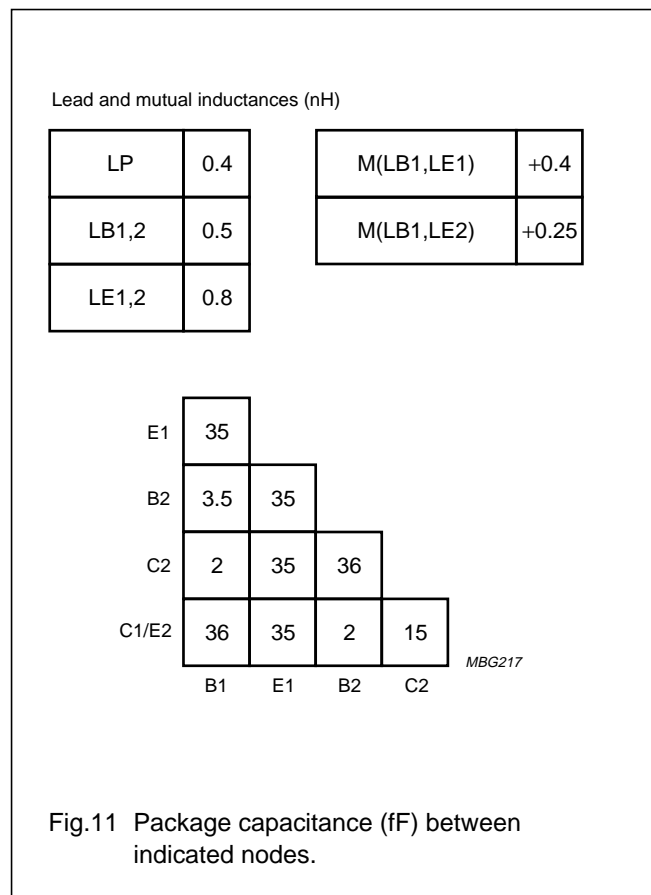 Lead and mutual inductances (nH)
LP 0.4
LB1,2 0.5
LE1,2 0.8
M(LB1,LE1) +0.4
M(LB1,LE2) +0.25
E1 35
B2 3.5 35
C2 2 35 36
C1/E2 36 35 2 15
MBG217
B1 E1 B2 C2
Fig.11 Package capacitance (fF) between
indicated nodes.